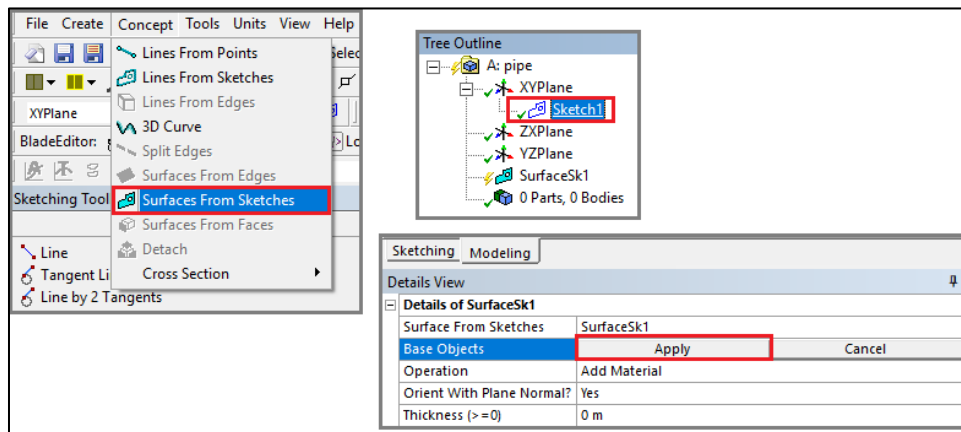 File Create Concept Tools Units View Help
Lines From Points
Selec
Lines From Sketches
Lines From Edges
XYPlane
3D Curve
BladeEditor:
Split Edges
Lo
Surfaces From Edges
Sketching Tool
Surfaces From Sketches
Surfaces From Faces
Line
Detach
Tangent Li
Cross Section
Line by 2 Tangents
Tree Outline
A: pipe
XYPlane
Sketch1
ZXPlane
YZPlane
SurfaceSk1
0 Parts, 0 Bodies
Sketching Modeling
Details View
Details of SurfaceSk1
Surface From Sketches SurfaceSk1
Base Objects Apply Cancel
Operation Add Material
Orient With Plane Normal? Yes
Thickness (>=0) 0 m